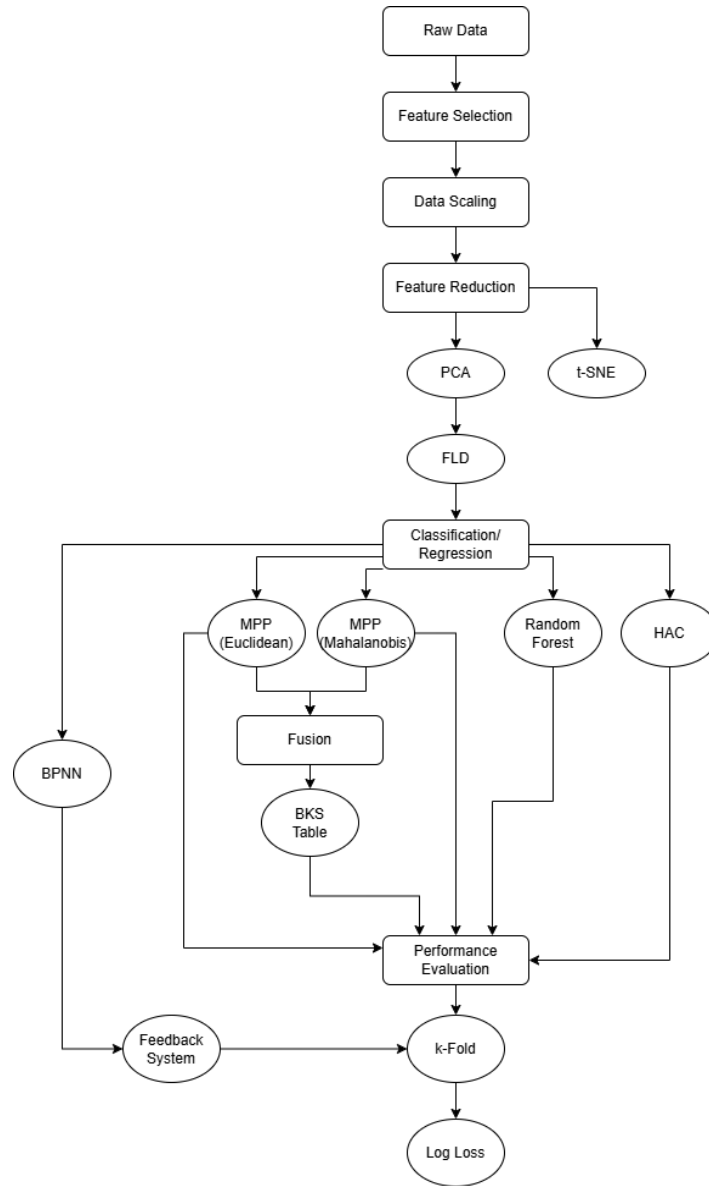 Raw Data
Feature Selection
Data Scaling
Feature Reduction
PCA
t-SNE
FLD
Classification/
Regression
MPP
(Euclidean)
MPP
(Mahalanobis)
Random
Forest
HAC
Fusion
BPNN
BKS
Table
Performance
Evaluation
Feedback
System
k-Fold
Log Loss